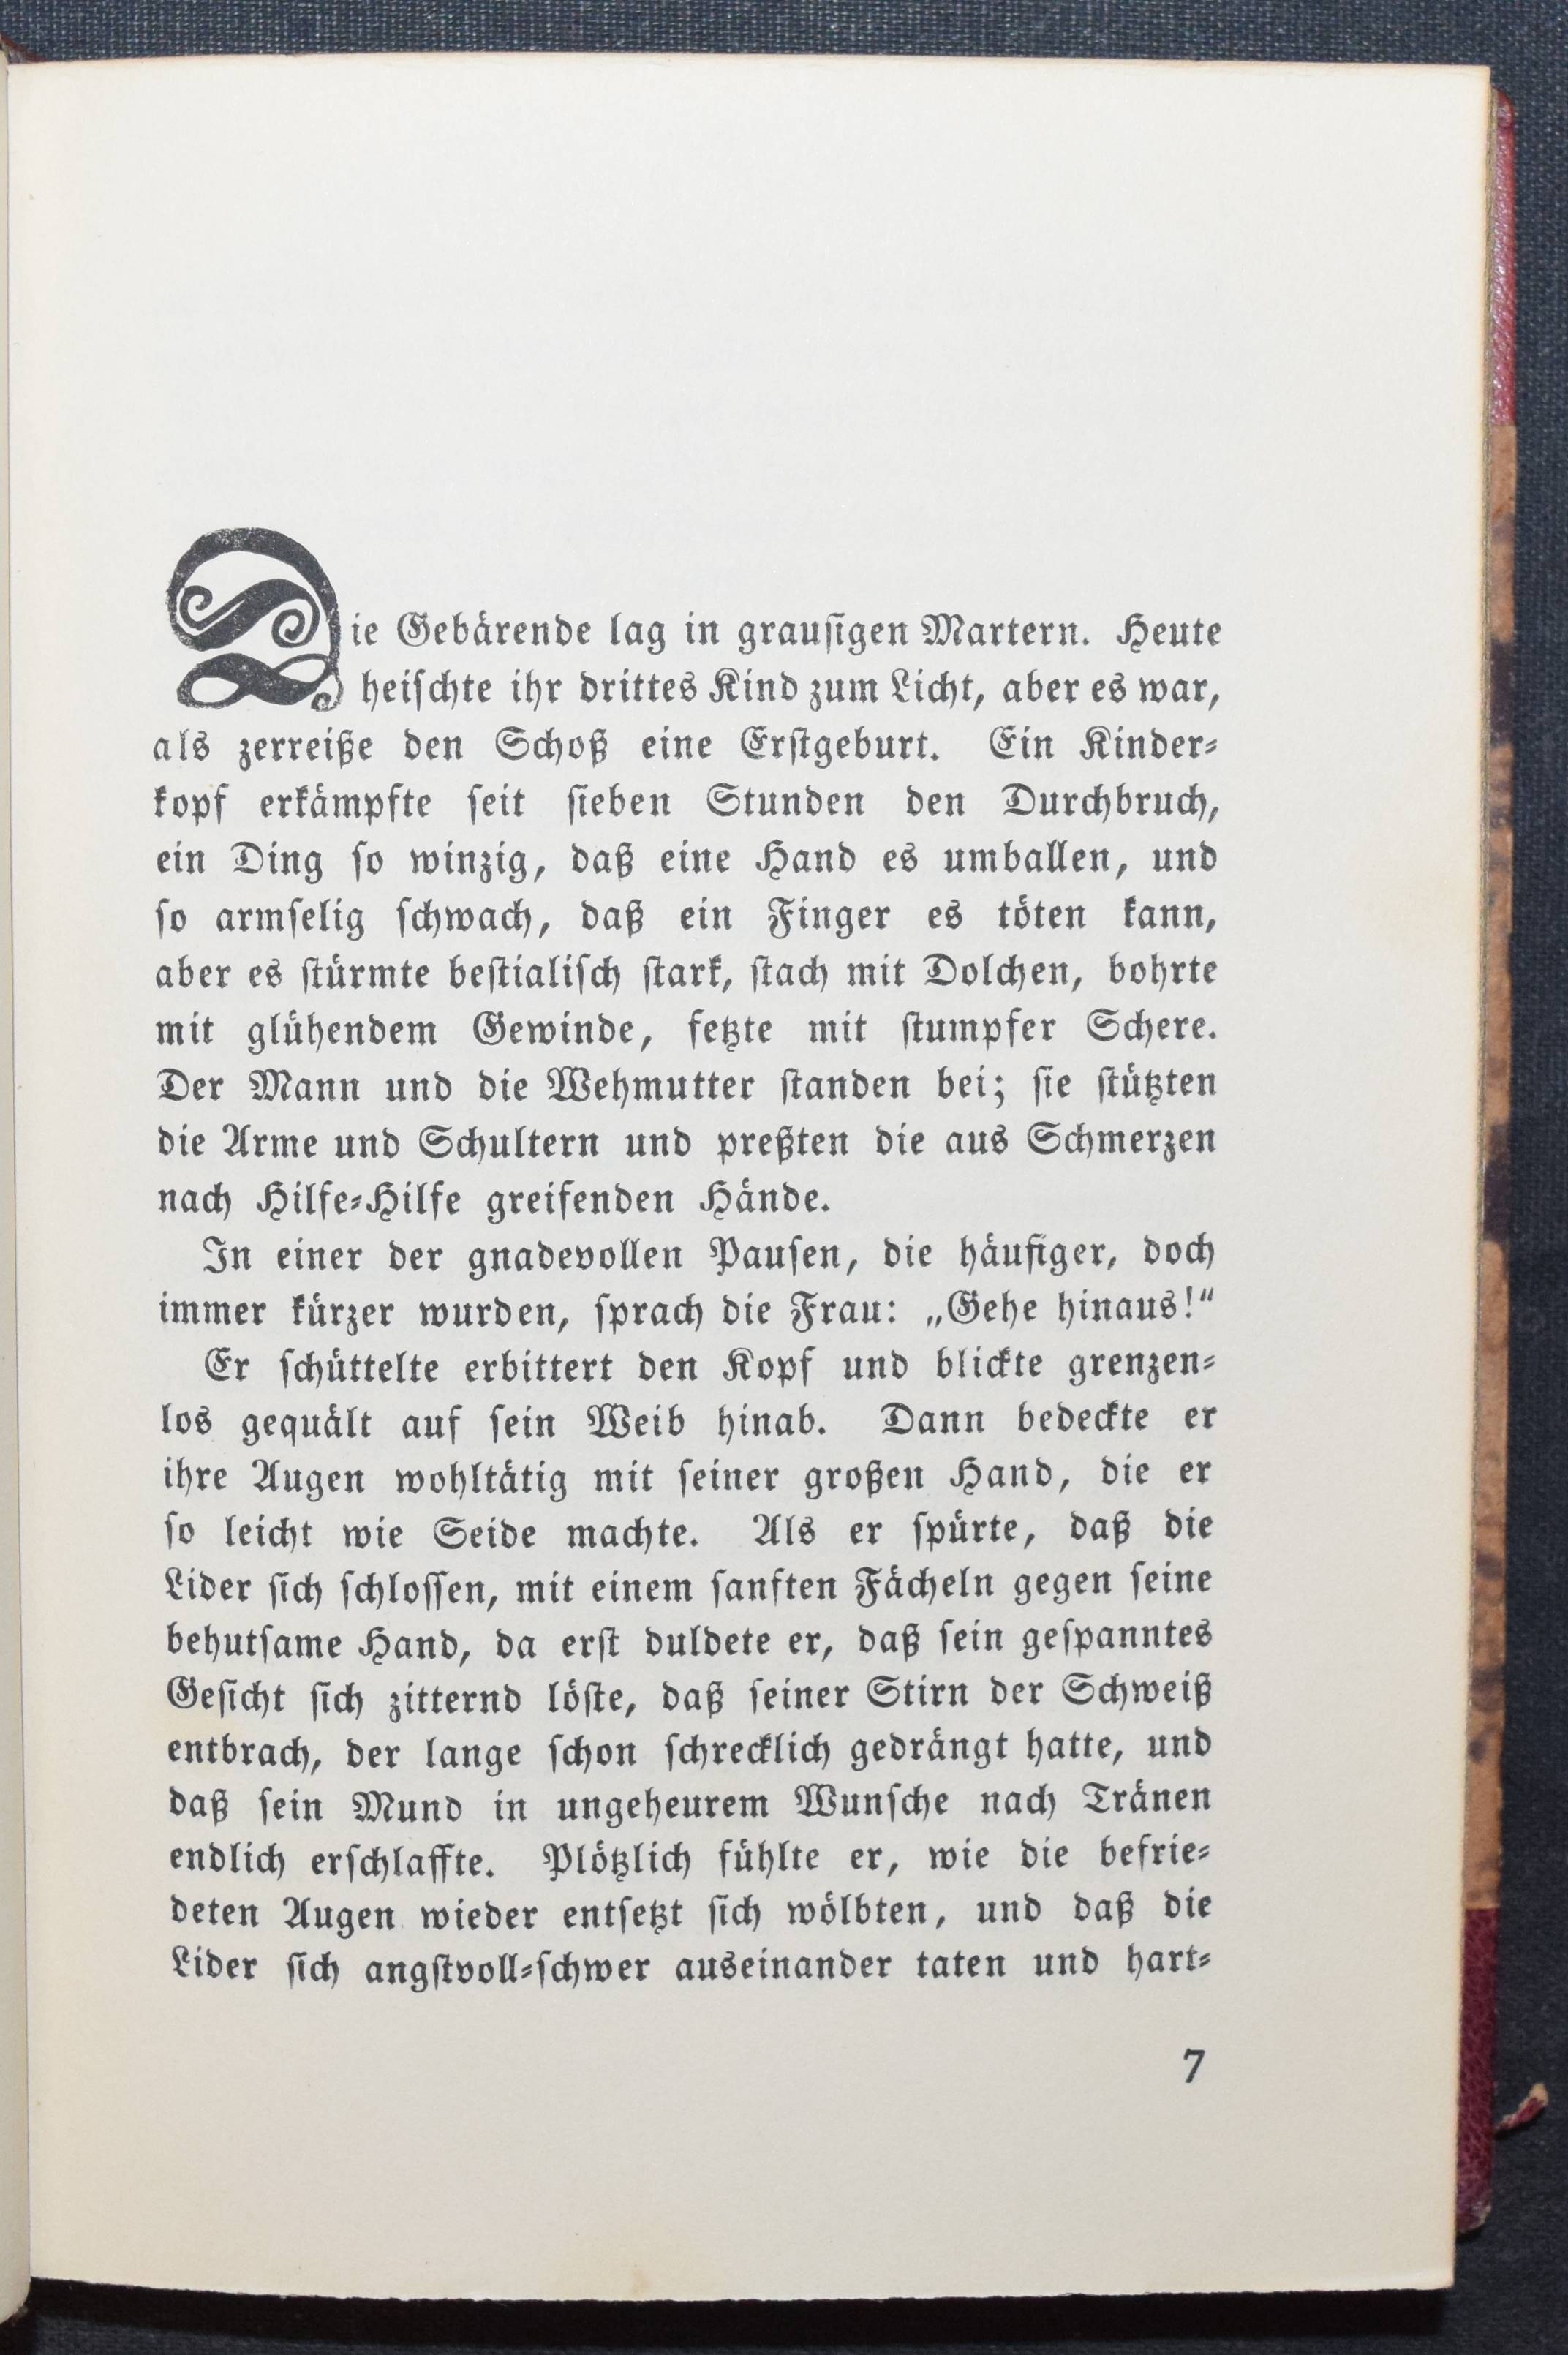 Die Gebärende lag in grausigen Martern. Heute
heischte ihr drittes Kind zum Licht, aber es war,
als zerreiße den Schoß eine Erstgeburt. Ein Kinder-
kopf erkämpfte seit sieben Stunden den Durchbruch,
ein Ding so winzig, daß eine Hand es umballen, und
so armselig schwach, daß ein Finger es töten kann,
aber es stürmte bestialisch stark, stach mit Dolchen, bohrte
mit glühendem Gewinde, fetzte mit stumpfer Schere.
Der Mann und die Wehmutter standen bei; sie stützten
die Arme und Schultern und preßten die aus Schmerzen
nach Hilfe-Hilfe greifenden Hände.
In einer der gnadevollen Pausen, die häufiger, doch
immer kürzer wurden, sprach die Frau: „Gehe hinaus!“
Er schüttelte erbittert den Kopf und blickte grenzen-
los gequält auf sein Weib hinab. Dann bedeckte er
ihre Augen wohltätig mit seiner großen Hand, die er
so leicht wie Seide machte. Als er spürte, daß die
Lider sich schlossen, mit einem sanften Fächeln gegen seine
behutsame Hand, da erst duldete er, daß sein gespanntes
Gesicht sich zitternd löste, daß seiner Stirn der Schweiß
entbrach, der lange schon schrecklich gedrängt hatte, und
daß sein Mund in ungeheurem Wunsche nach Tränen
endlich erschlaffte. Plötzlich fühlte er, wie die befrie-
deten Augen wieder entsetzt sich wölbten, und daß die
Lider sich angstvoll-schwer auseinander taten und hart-
7